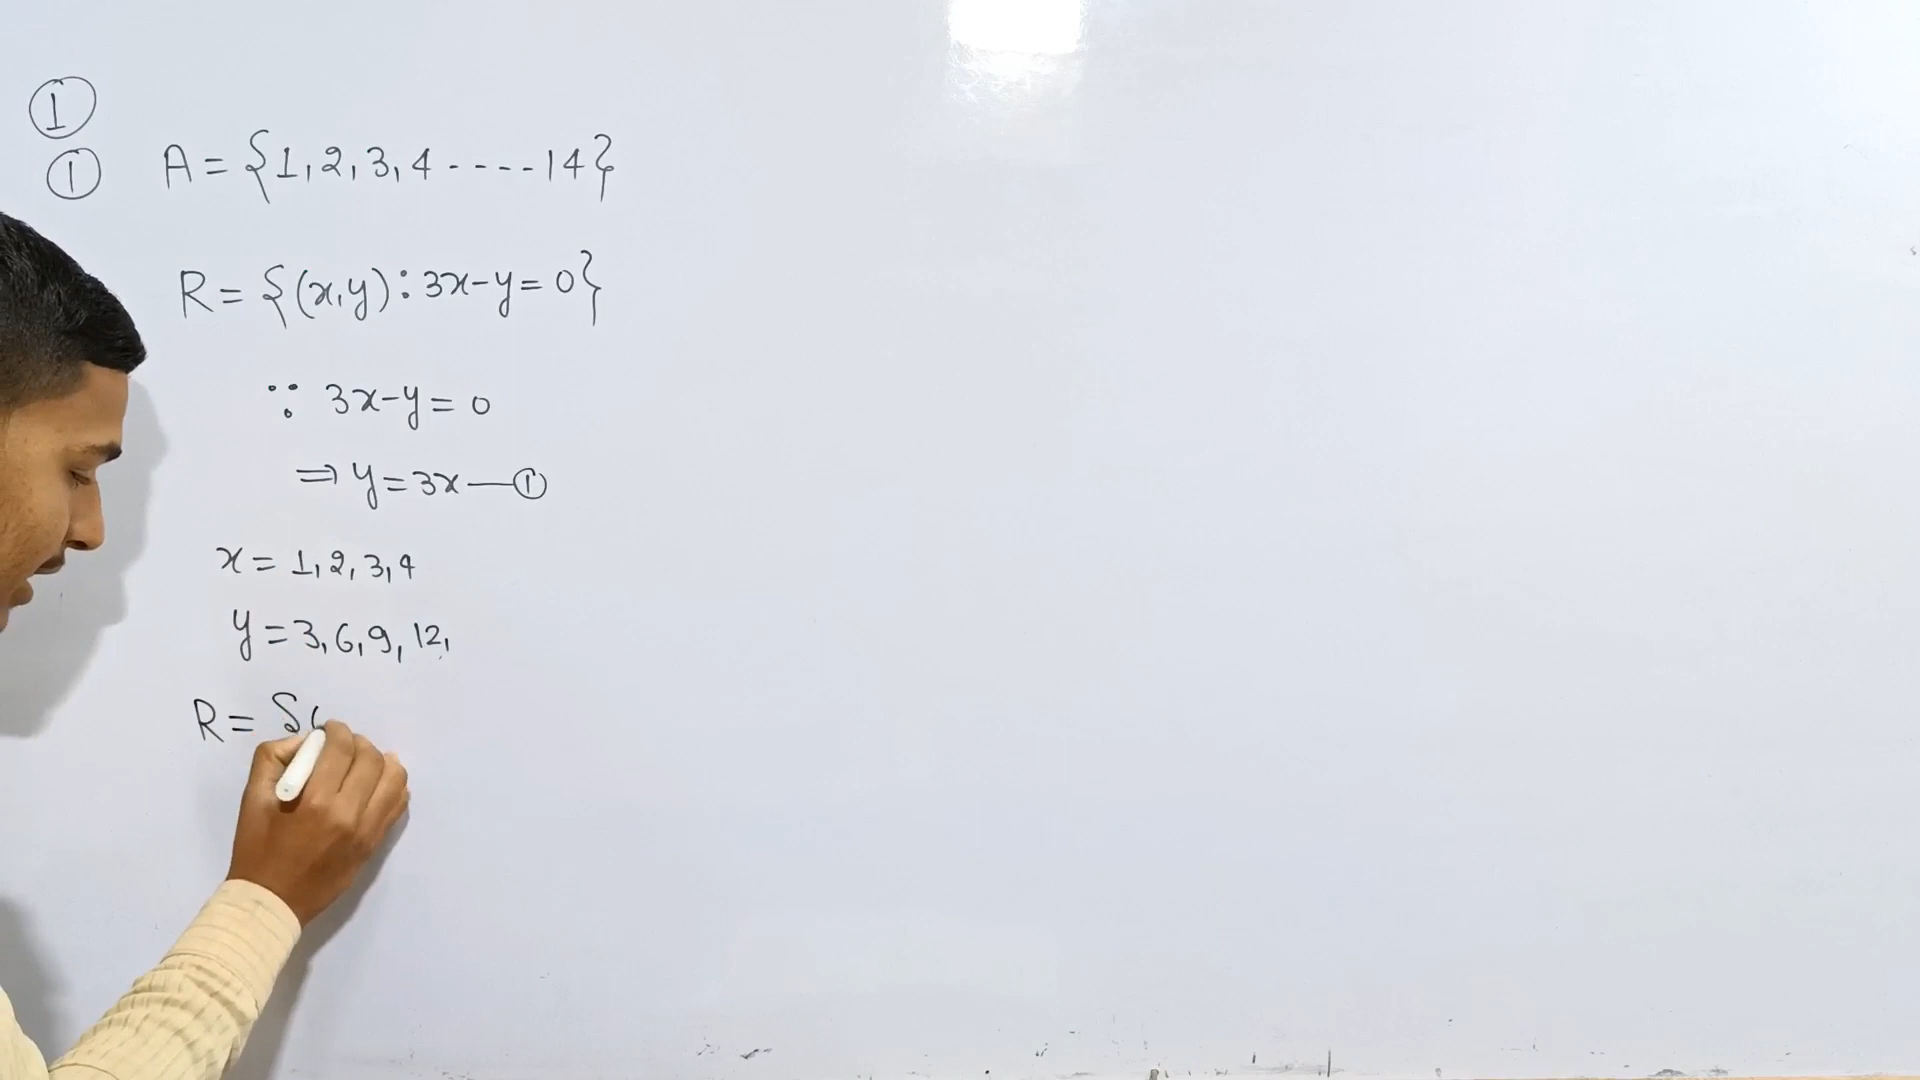 ①
① A = {1, 2, 3, 4 - - - - 14}
R = {(x, y) : 3x - y = 0}
∵ 3x - y = 0
⇒ y = 3x — ①
x = 1, 2, 3, 4
y = 3, 6, 9, 12,
R = {(